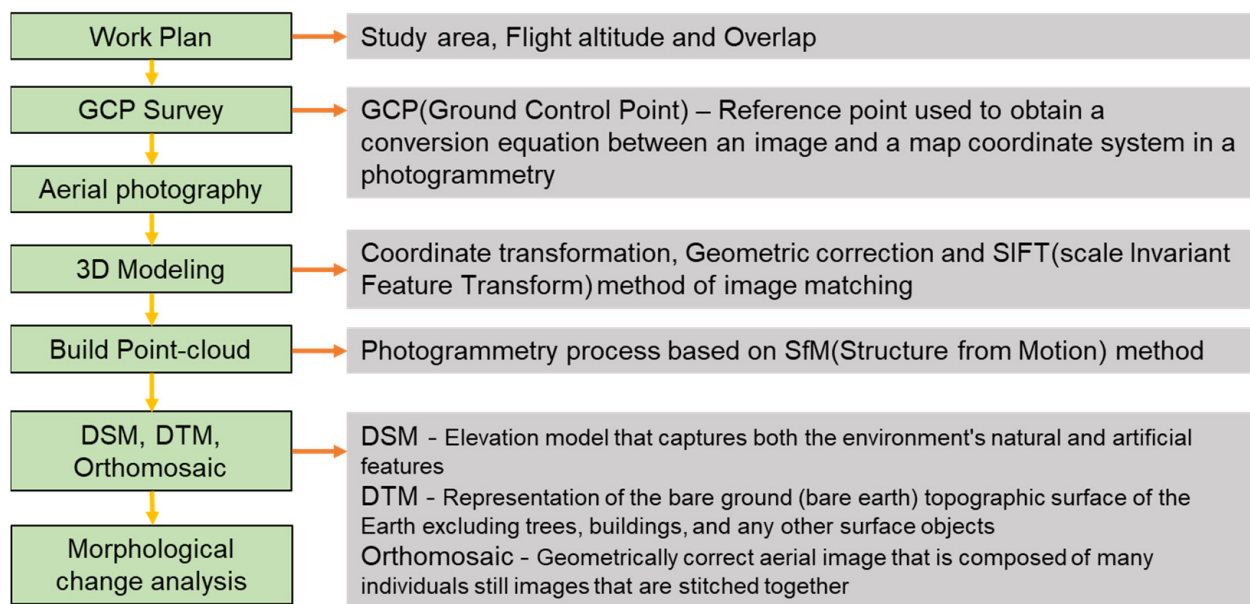 Work Plan
Study area, Flight altitude and Overlap
GCP Survey
GCP(Ground Control Point) – Reference point used to obtain a
conversion equation between an image and a map coordinate system in a
photogrammetry
Aerial photography
3D Modeling
Coordinate transformation, Geometric correction and SIFT(scale Invariant
Feature Transform) method of image matching
Build Point-cloud
Photogrammetry process based on SfM(Structure from Motion) method
DSM, DTM,
Orthomosaic
DSM - Elevation model that captures both the environment's natural and artificial
features
DTM - Representation of the bare ground (bare earth) topographic surface of the
Earth excluding trees, buildings, and any other surface objects
Orthomosaic - Geometrically correct aerial image that is composed of many
individuals still images that are stitched together
Morphological
change analysis